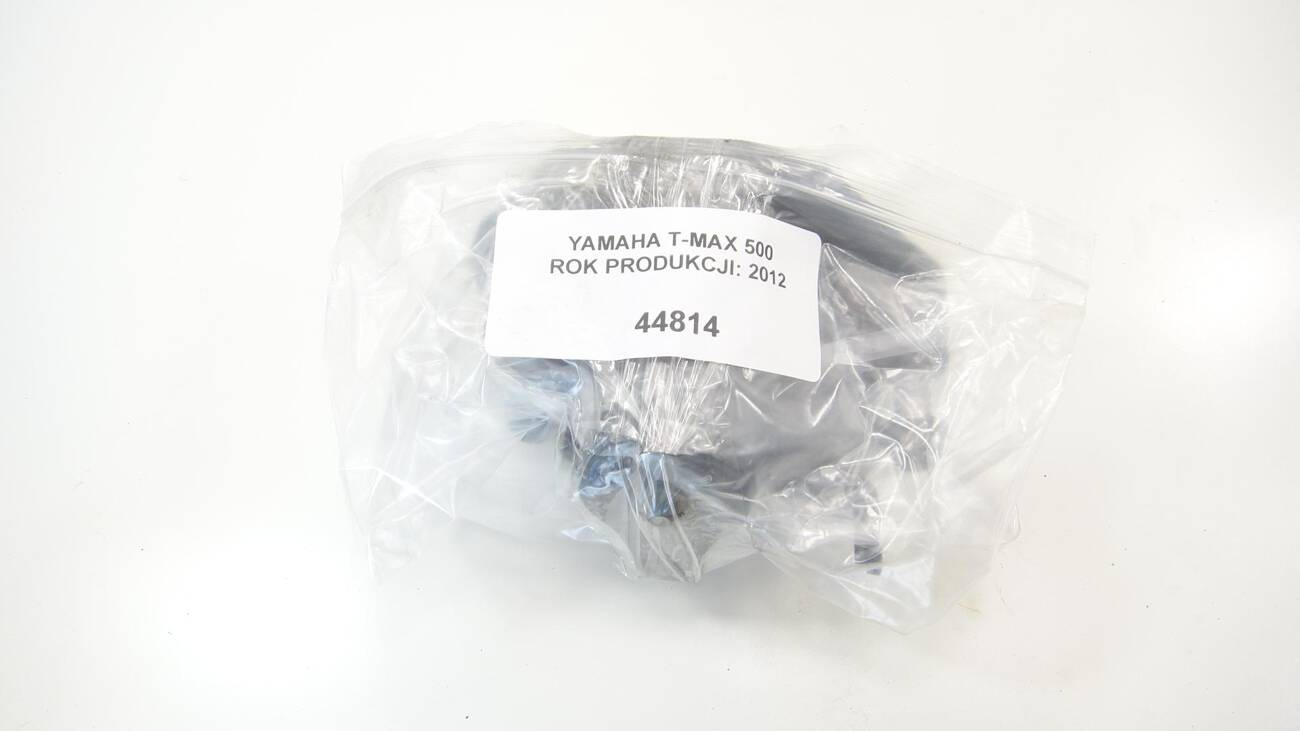 YAMAHA T-MAX 500
ROK PRODUKCJI: 2012
44814